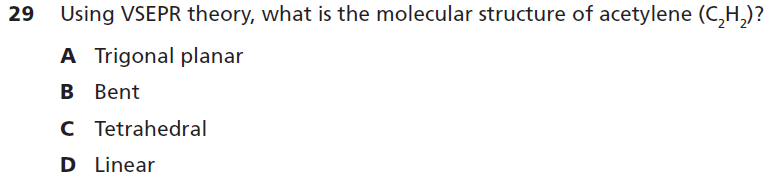 29 Using VSEPR theory, what is the molecular structure of acetylene (C₂H₂)?
A Trigonal planar
B Bent
C Tetrahedral
D Linear